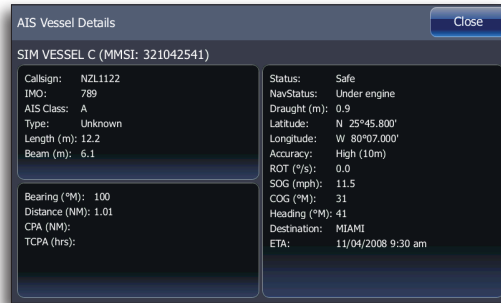 AIS Vessel Details
Close
SIM VESSEL C (MMSI: 321042541)
Callsign: NZL1122
IMO: 789
AIS Class: A
Type: Unknown
Length (m): 12.2
Beam (m): 6.1
Bearing (°M): 100
Distance (NM): 1.01
CPA (NM):
TCPA (hrs):
Status: Safe
NavStatus: Under engine
Draught (m): 0.9
Latitude: N 25°45.800'
Longitude: W 80°07.000'
Accuracy: High (10m)
ROT (°/s): 0.0
SOG (mph): 11.5
COG (°M): 31
Heading (°M): 41
Destination: MIAMI
ETA: 11/04/2008 9:30 am